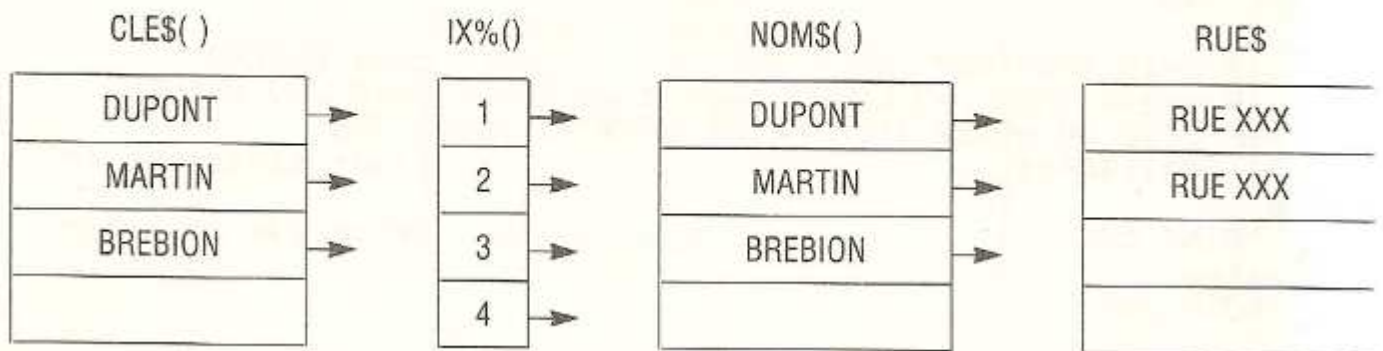 CLE$( ) IX%() NOM$( ) RUE$
DUPONT 1 DUPONT RUE XXX
MARTIN 2 MARTIN RUE XXX
BREBION 3 BREBION
4